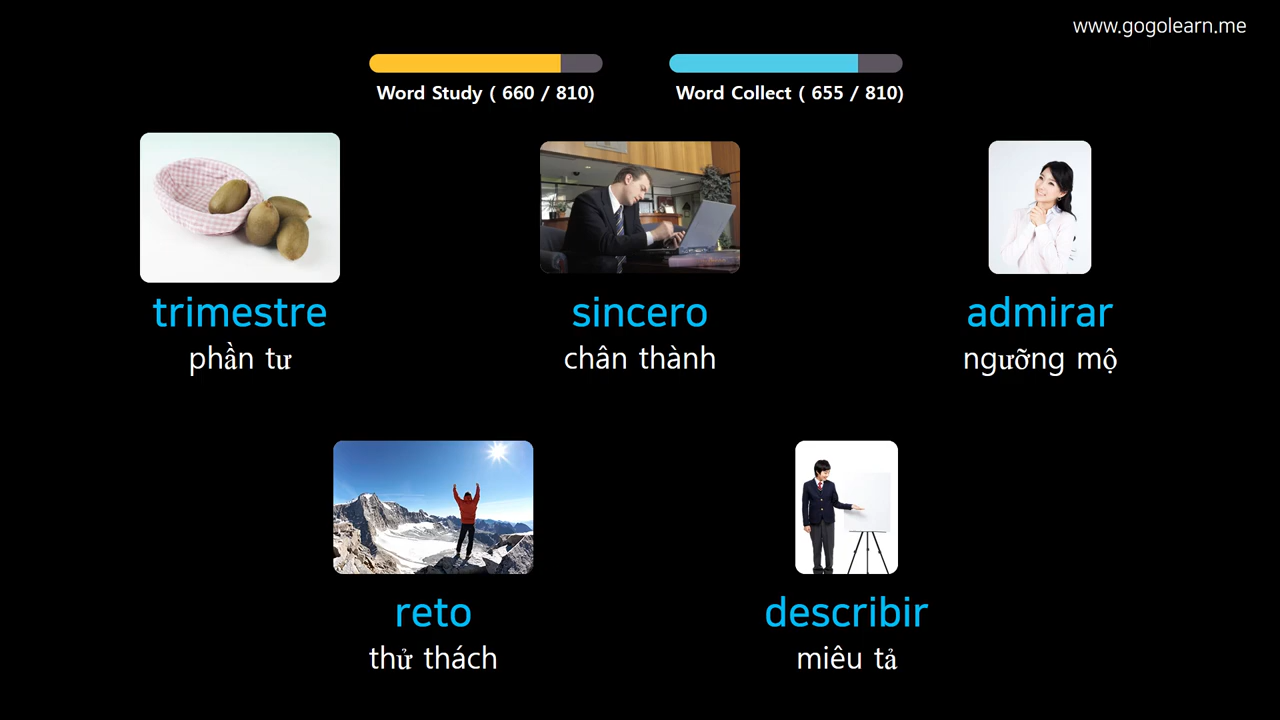 www.gogolearn.me
Word Study ( 660 / 810)
Word Collect ( 655 / 810)
trimestre
phần tư
sincero
chân thành
admirar
ngưỡng mộ
reto
thử thách
describir
miêu tả